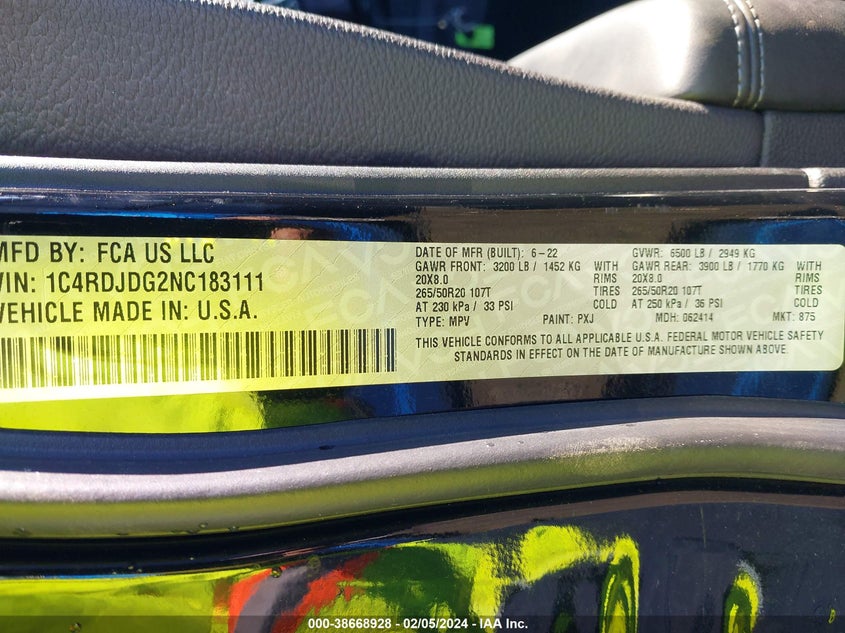 MFD BY: FCA US LLC
VIN: 1C4RDJDG2NC183111
VEHICLE MADE IN: U.S.A.
DATE OF MFR (BUILT): 6-22 GVWR: 6500 LB / 2949 KG
GAWR FRONT: 3200 LB / 1452 KG WITH GAWR REAR: 3900 LB / 1770 KG WITH
20X8.0 RIMS 20X8.0 RIMS
265/50R20 107T TIRES 265/50R20 107T TIRES
AT 230 kPa / 33 PSI COLD AT 250 kPa / 36 PSI COLD
TYPE: MPV PAINT: PXJ MDH: 062414 MKT: 875
THIS VEHICLE CONFORMS TO ALL APPLICABLE U.S.A. FEDERAL MOTOR VEHICLE SAFETY
STANDARDS IN EFFECT ON THE DATE OF MANUFACTURE SHOWN ABOVE.
000-38668928 - 02/05/2024 - IAA Inc.